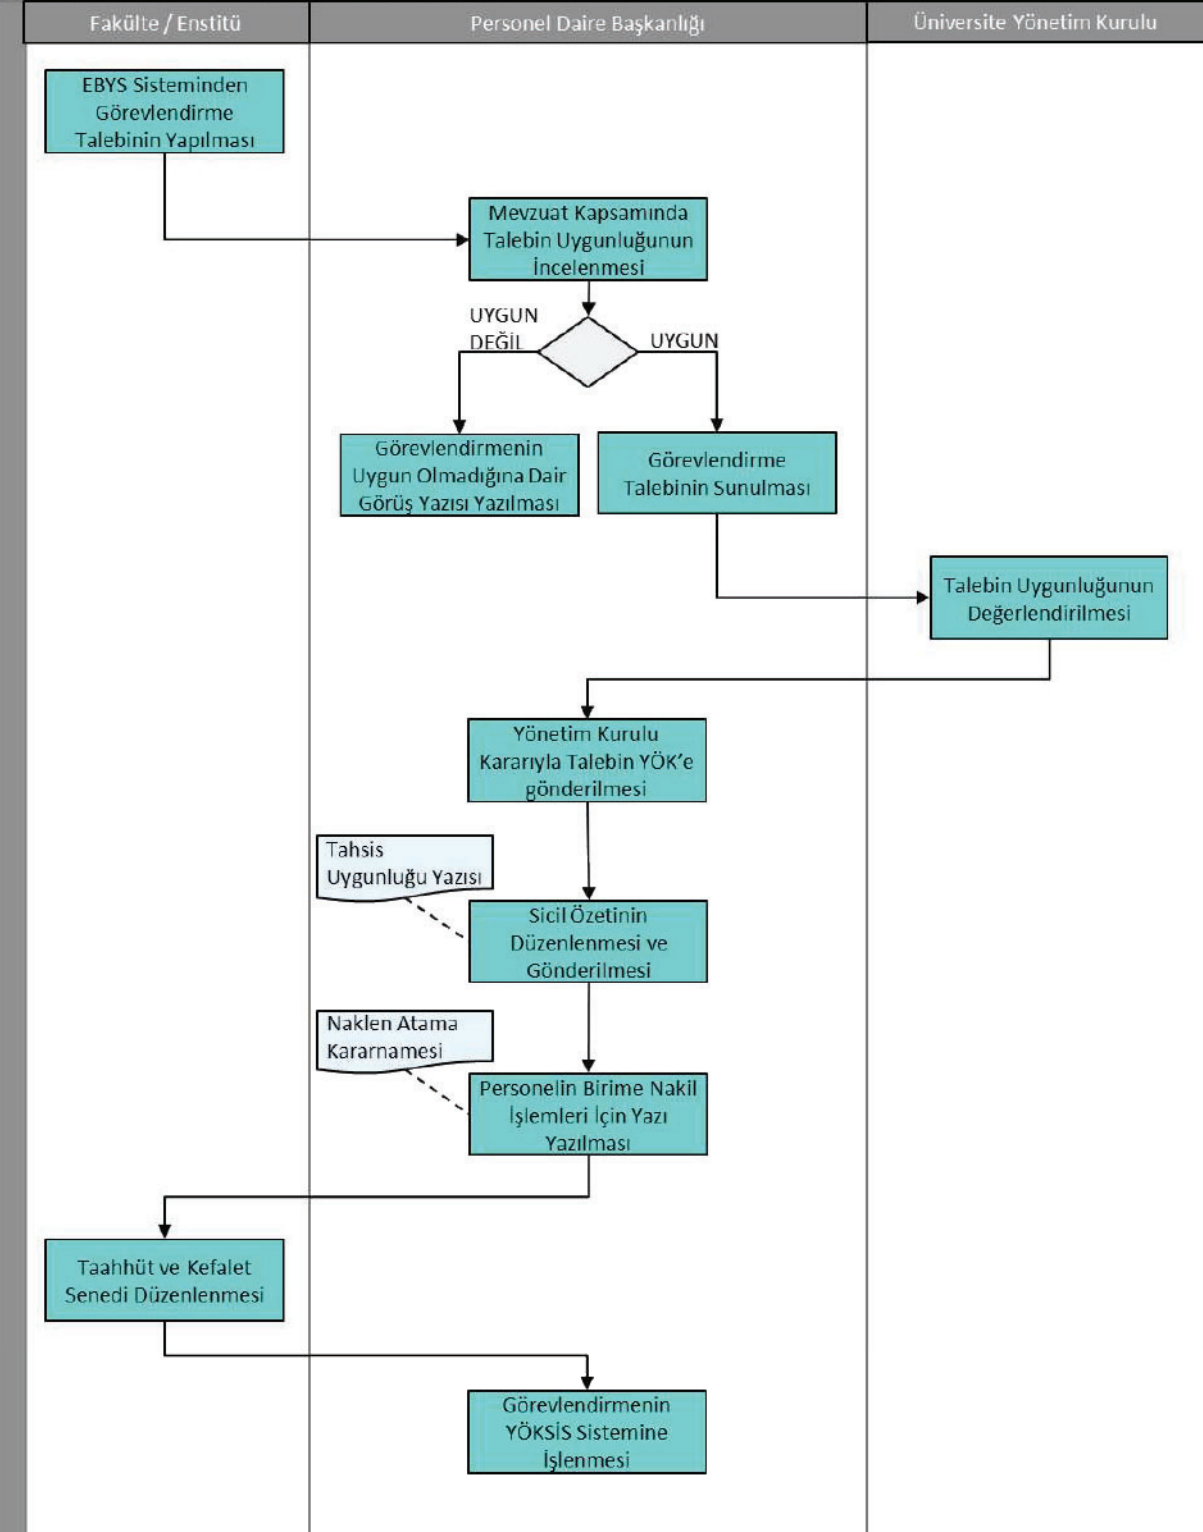 Fakülte / Enstitü
Personel Daire Başkanlığı
Üniversite Yönetim Kurulu
EBYS Sisteminden
Görevlendirme
Talebinin Yapılması
Mevzuat Kapsamında
Talebin Uygunluğunun
İncelenmesi
UYGUN
DEĞİL
UYGUN
Görevlendirmenin
Uygun Olmadığına Dair
Görüş Yazısı Yazılması
Görevlendirme
Talebinin Sunulması
Talebin Uygunluğunun
Değerlendirilmesi
Yönetim Kurulu
Kararıyla Talebin YÖK’e
gönderilmesi
Tahsis
Uygunluğu Yazısı
Sicil Özetinin
Düzenlenmesi ve
Gönderilmesi
Naklen Atama
Kararnamesi
Personelin Birime Nakil
İşlemleri İçin Yazı
Yazılması
Taahhüt ve Kefalet
Senedi Düzenlenmesi
Görevlendirmenin
YÖKSİS Sistemine
İşlenmesi